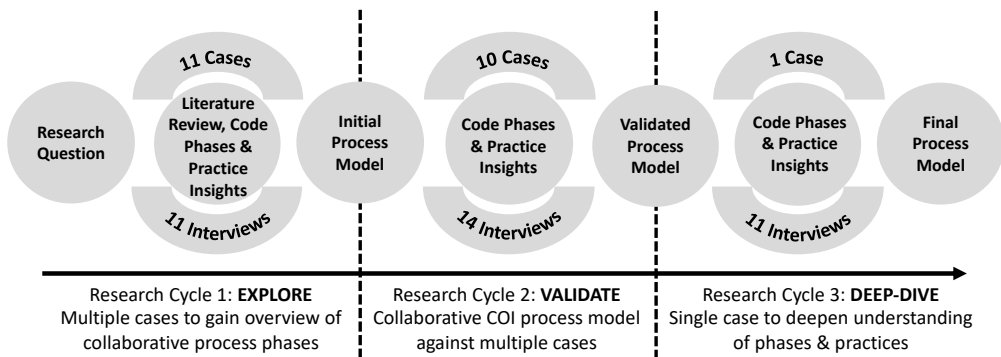 11 Cases
10 Cases
1 Case
Research
Question
Literature
Review, Code
Phases &
Practice
Insights
Initial
Process
Model
Code Phases
& Practice
Insights
Validated
Process
Model
Code Phases
& Practice
Insights
Final
Process
Model
11 Interviews
14 Interviews
11 Interviews
Research Cycle 1: EXPLORE
Multiple cases to gain overview of
collaborative process phases
Research Cycle 2: VALIDATE
Collaborative COI process model
against multiple cases
Research Cycle 3: DEEP-DIVE
Single case to deepen understanding
of phases & practices